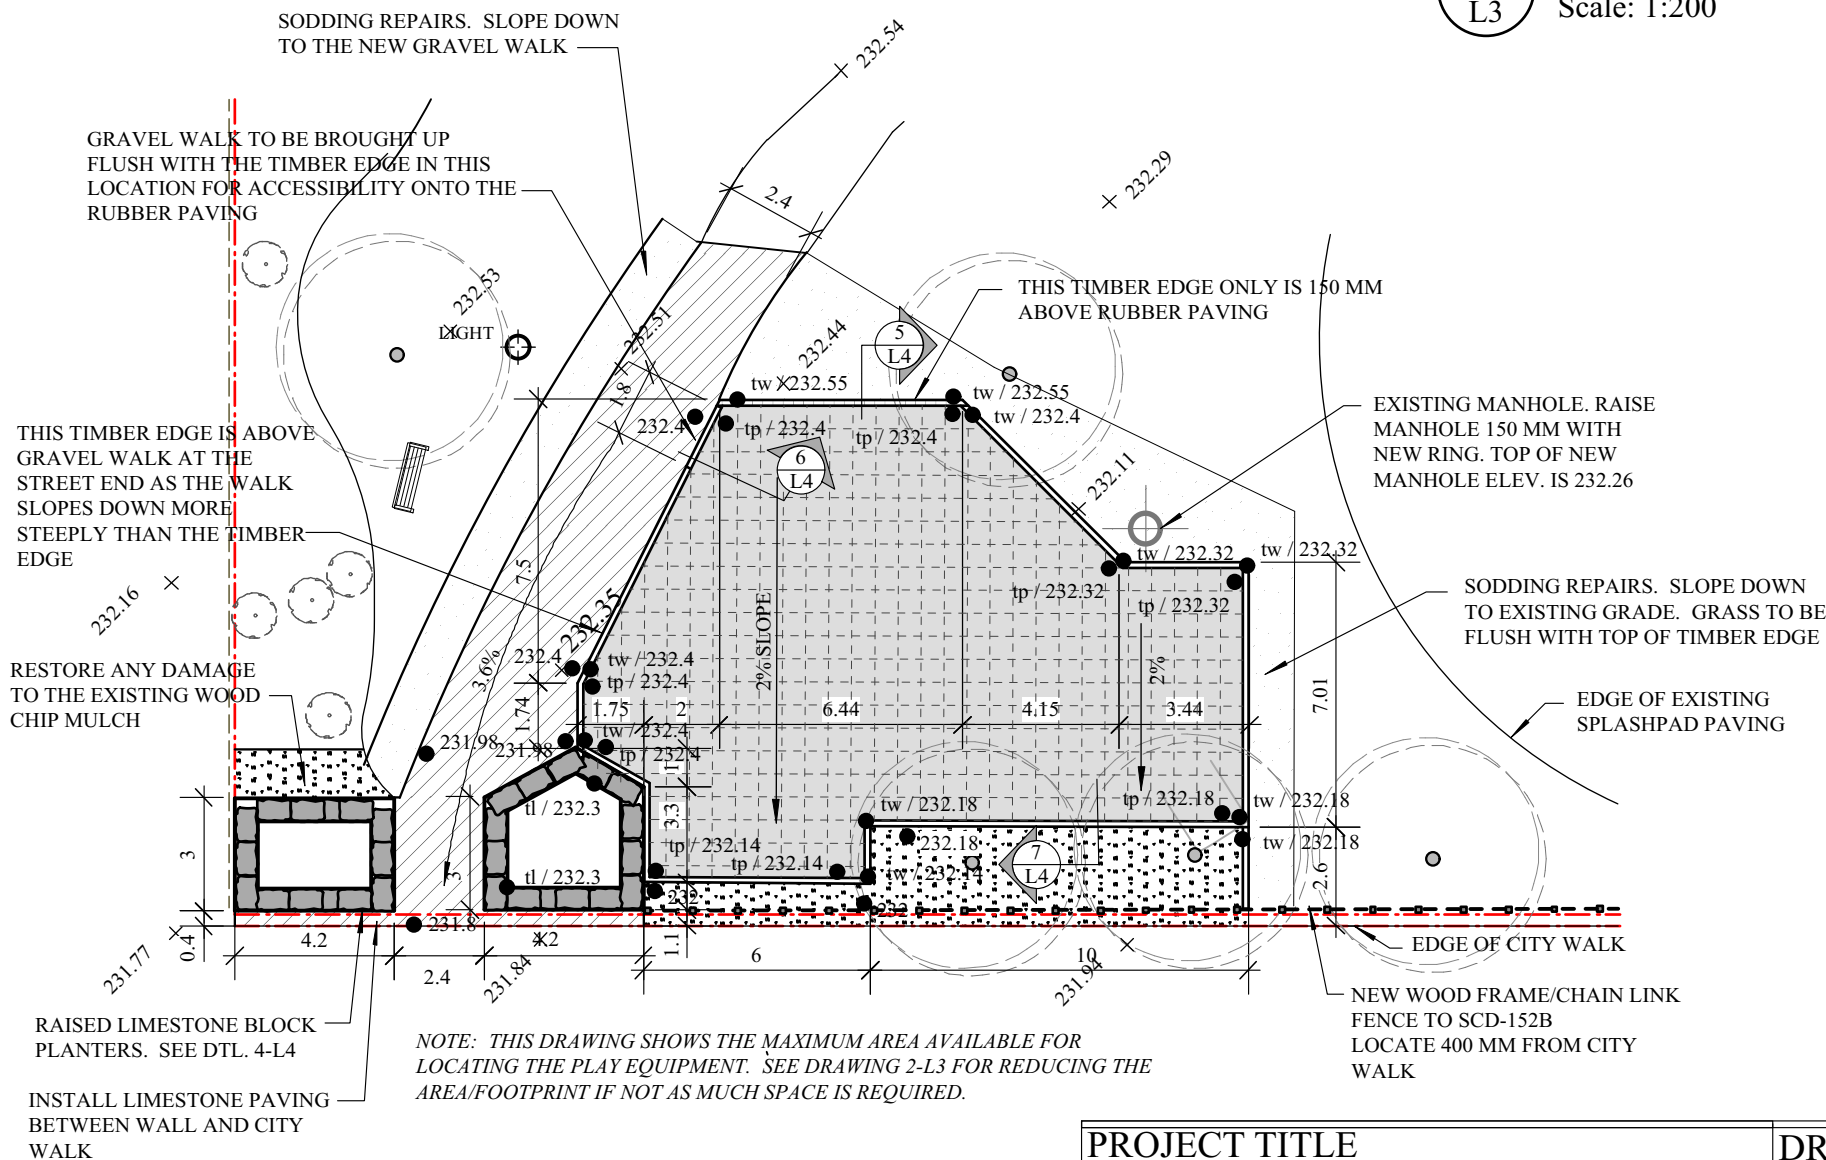 L3
Scale: 1:200
SODDING REPAIRS.  SLOPE DOWN
TO THE NEW GRAVEL WALK
232.54
GRAVEL WALK TO BE BROUGHT UP
FLUSH WITH THE TIMBER EDGE IN THIS
LOCATION FOR ACCESSIBILITY ONTO THE
RUBBER PAVING
2.4
232.29
232.53
LIGHT
232.51
1.8
232.44
5
L4
THIS TIMBER EDGE ONLY IS 150 MM
ABOVE RUBBER PAVING
tw / 232.55
tw / 232.55
232.4
tp / 232.4
tp / 232.4
tw / 232.4
6
L4
EXISTING MANHOLE. RAISE
MANHOLE 150 MM WITH
NEW RING. TOP OF NEW
MANHOLE ELEV. IS 232.26
THIS TIMBER EDGE IS ABOVE
GRAVEL WALK AT THE
STREET END AS THE WALK
SLOPES DOWN MORE
STEEPLY THAN THE TIMBER
EDGE
232.11
7.5
tw / 232.32
tw / 232.32
tp / 232.32
tp / 232.32
232.16
232.35
2% SLOPE
2%
SODDING REPAIRS.  SLOPE DOWN
TO EXISTING GRADE.  GRASS TO BE
FLUSH WITH TOP OF TIMBER EDGE
RESTORE ANY DAMAGE
TO THE EXISTING WOOD
CHIP MULCH
3.6%
232.4
tw / 232.4
tp / 232.4
1.74
1.75
2
6.44
4.15
3.44
7.01
EDGE OF EXISTING
SPLASHPAD PAVING
231.98
231.98
tw / 232.4
tp / 232.4
1
tl / 232.3
3.3
tw / 232.18
tp / 232.18
tw / 232.18
3
3
tp / 232.14
tp / 232.14
232.18
tw / 232.18
7
L4
tl / 232.3
tw / 232.14
2.6
232
232
231.8
0.4
4.2
2.4
4.2
1.1
6
10
EDGE OF CITY WALK
231.77
231.84
231.94
RAISED LIMESTONE BLOCK
PLANTERS.  SEE DTL. 4-L4
NEW WOOD FRAME/CHAIN LINK
FENCE TO SCD-152B
LOCATE 400 MM FROM CITY
WALK
NOTE:  THIS DRAWING SHOWS THE MAXIMUM AREA AVAILABLE FOR
LOCATING THE PLAY EQUIPMENT.  SEE DRAWING 2-L3 FOR REDUCING THE
AREA/FOOTPRINT IF NOT AS MUCH SPACE IS REQUIRED.
INSTALL LIMESTONE PAVING
BETWEEN WALL AND CITY
WALK
PROJECT TITLE
DR